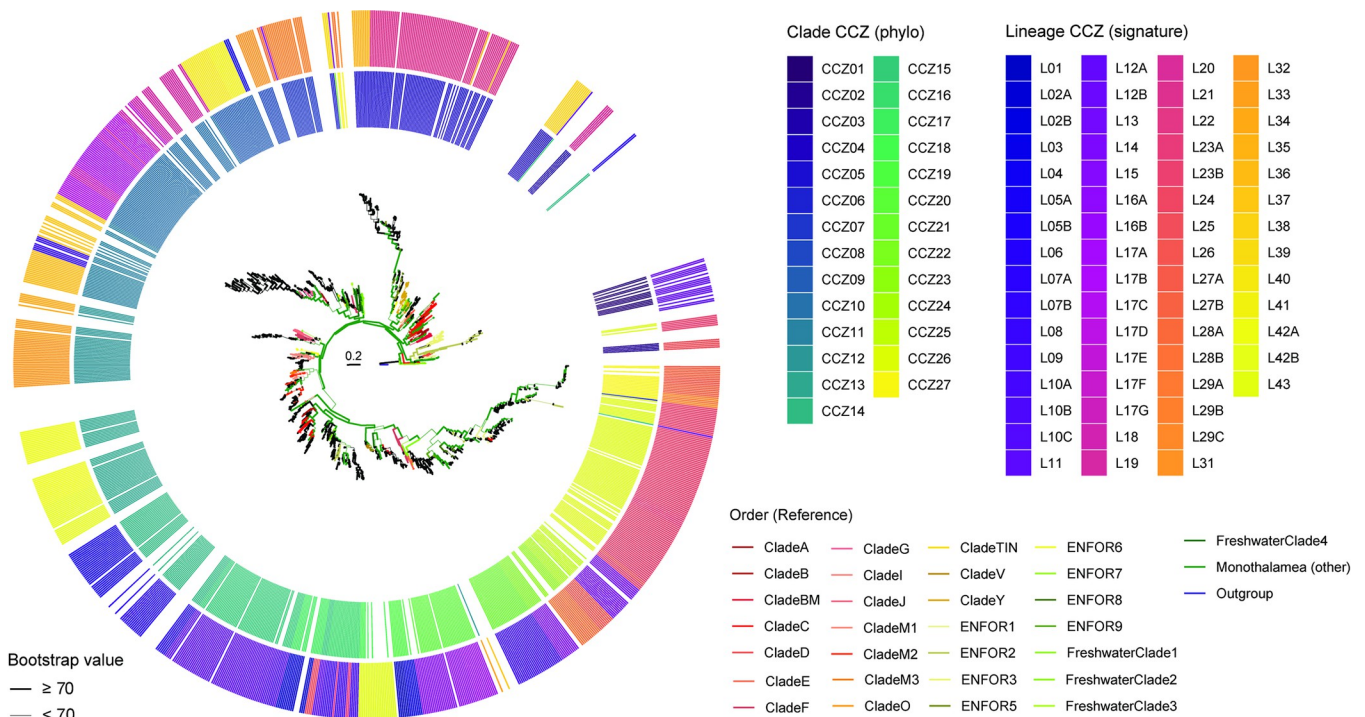 Clade CCZ (phylo)
CCZ01
CCZ02
CCZ03
CCZ04
CCZ05
CCZ06
CCZ07
CCZ08
CCZ09
CCZ10
CCZ11
CCZ12
CCZ13
CCZ14
CCZ15
CCZ16
CCZ17
CCZ18
CCZ19
CCZ20
CCZ21
CCZ22
CCZ23
CCZ24
CCZ25
CCZ26
CCZ27
Lineage CCZ (signature)
L01
L02A
L02B
L03
L04
L05A
L05B
L06
L07A
L07B
L08
L09
L10A
L10B
L10C
L11
L12A
L12B
L13
L14
L15
L16A
L16B
L17A
L17B
L17C
L17D
L17E
L17F
L17G
L18
L19
L20
L21
L22
L23A
L23B
L24
L25
L26
L27A
L27B
L28A
L28B
L29A
L29B
L29C
L31
L32
L33
L34
L35
L36
L37
L38
L39
L40
L41
L42A
L42B
L43
0.2
Order (Reference)
CladeA
CladeB
CladeBM
CladeC
CladeD
CladeE
CladeF
CladeG
CladeI
CladeJ
CladeM1
CladeM2
CladeM3
CladeO
CladeTIN
CladeV
CladeY
ENFOR1
ENFOR2
ENFOR3
ENFOR5
ENFOR6
ENFOR7
ENFOR8
ENFOR9
FreshwaterClade1
FreshwaterClade2
FreshwaterClade3
FreshwaterClade4
Monothalamea (other)
Outgroup
Bootstrap value
≥ 70
< 70